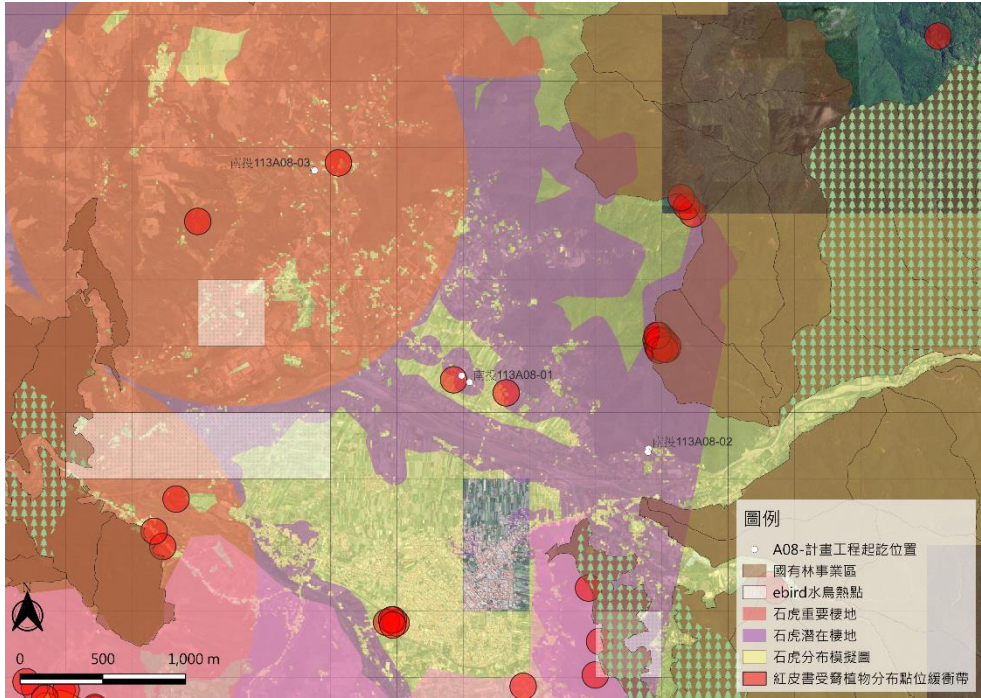 南投113A08-03
南投113A08-01
南投113A08-02
圖例
A08-計畫工程起訖位置
國有林事業區
ebird水鳥熱點
石虎重要棲地
石虎潛在棲地
石虎分布模擬圖
紅皮書受脅植物分布點位緩衝帶
N
0 500 1,000 m